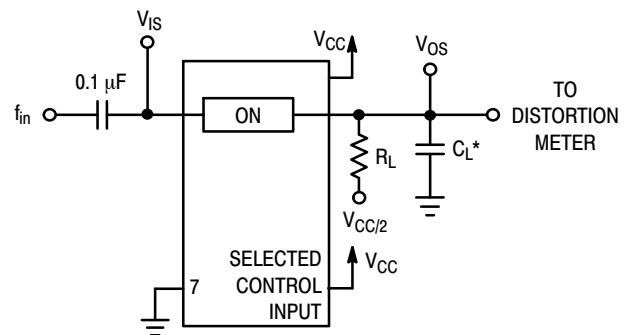 V_IS
V_CC
V_OS
0.1 μF
f_in
ON
TO
DISTORTION
METER
R_L
C_L*
V_CC/2
7
SELECTED
CONTROL
INPUT
V_CC